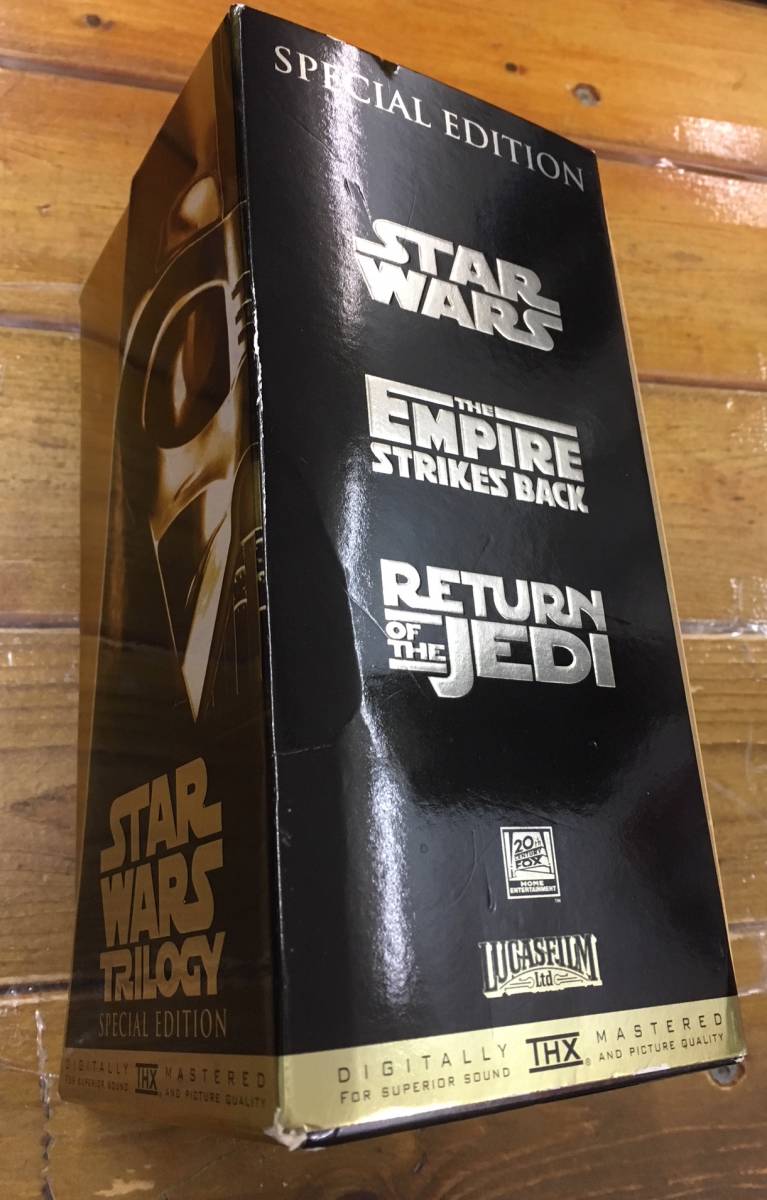 SPECIAL EDITION
STAR
WARS
THE
EMPIRE
STRIKES BACK
RETURN
OF
THE
JEDI
20th
CENTURY
FOX
HOME
ENTERTAINMENT
TM
LUCASFILM
Ltd
DIGITALLY THX® MASTERED
FOR SUPERIOR SOUND AND PICTURE QUALITY
STAR
WARS
TRILOGY
SPECIAL EDITION
DIGITALLY THX® MASTERED
FOR SUPERIOR SOUND AND PICTURE QUALITY